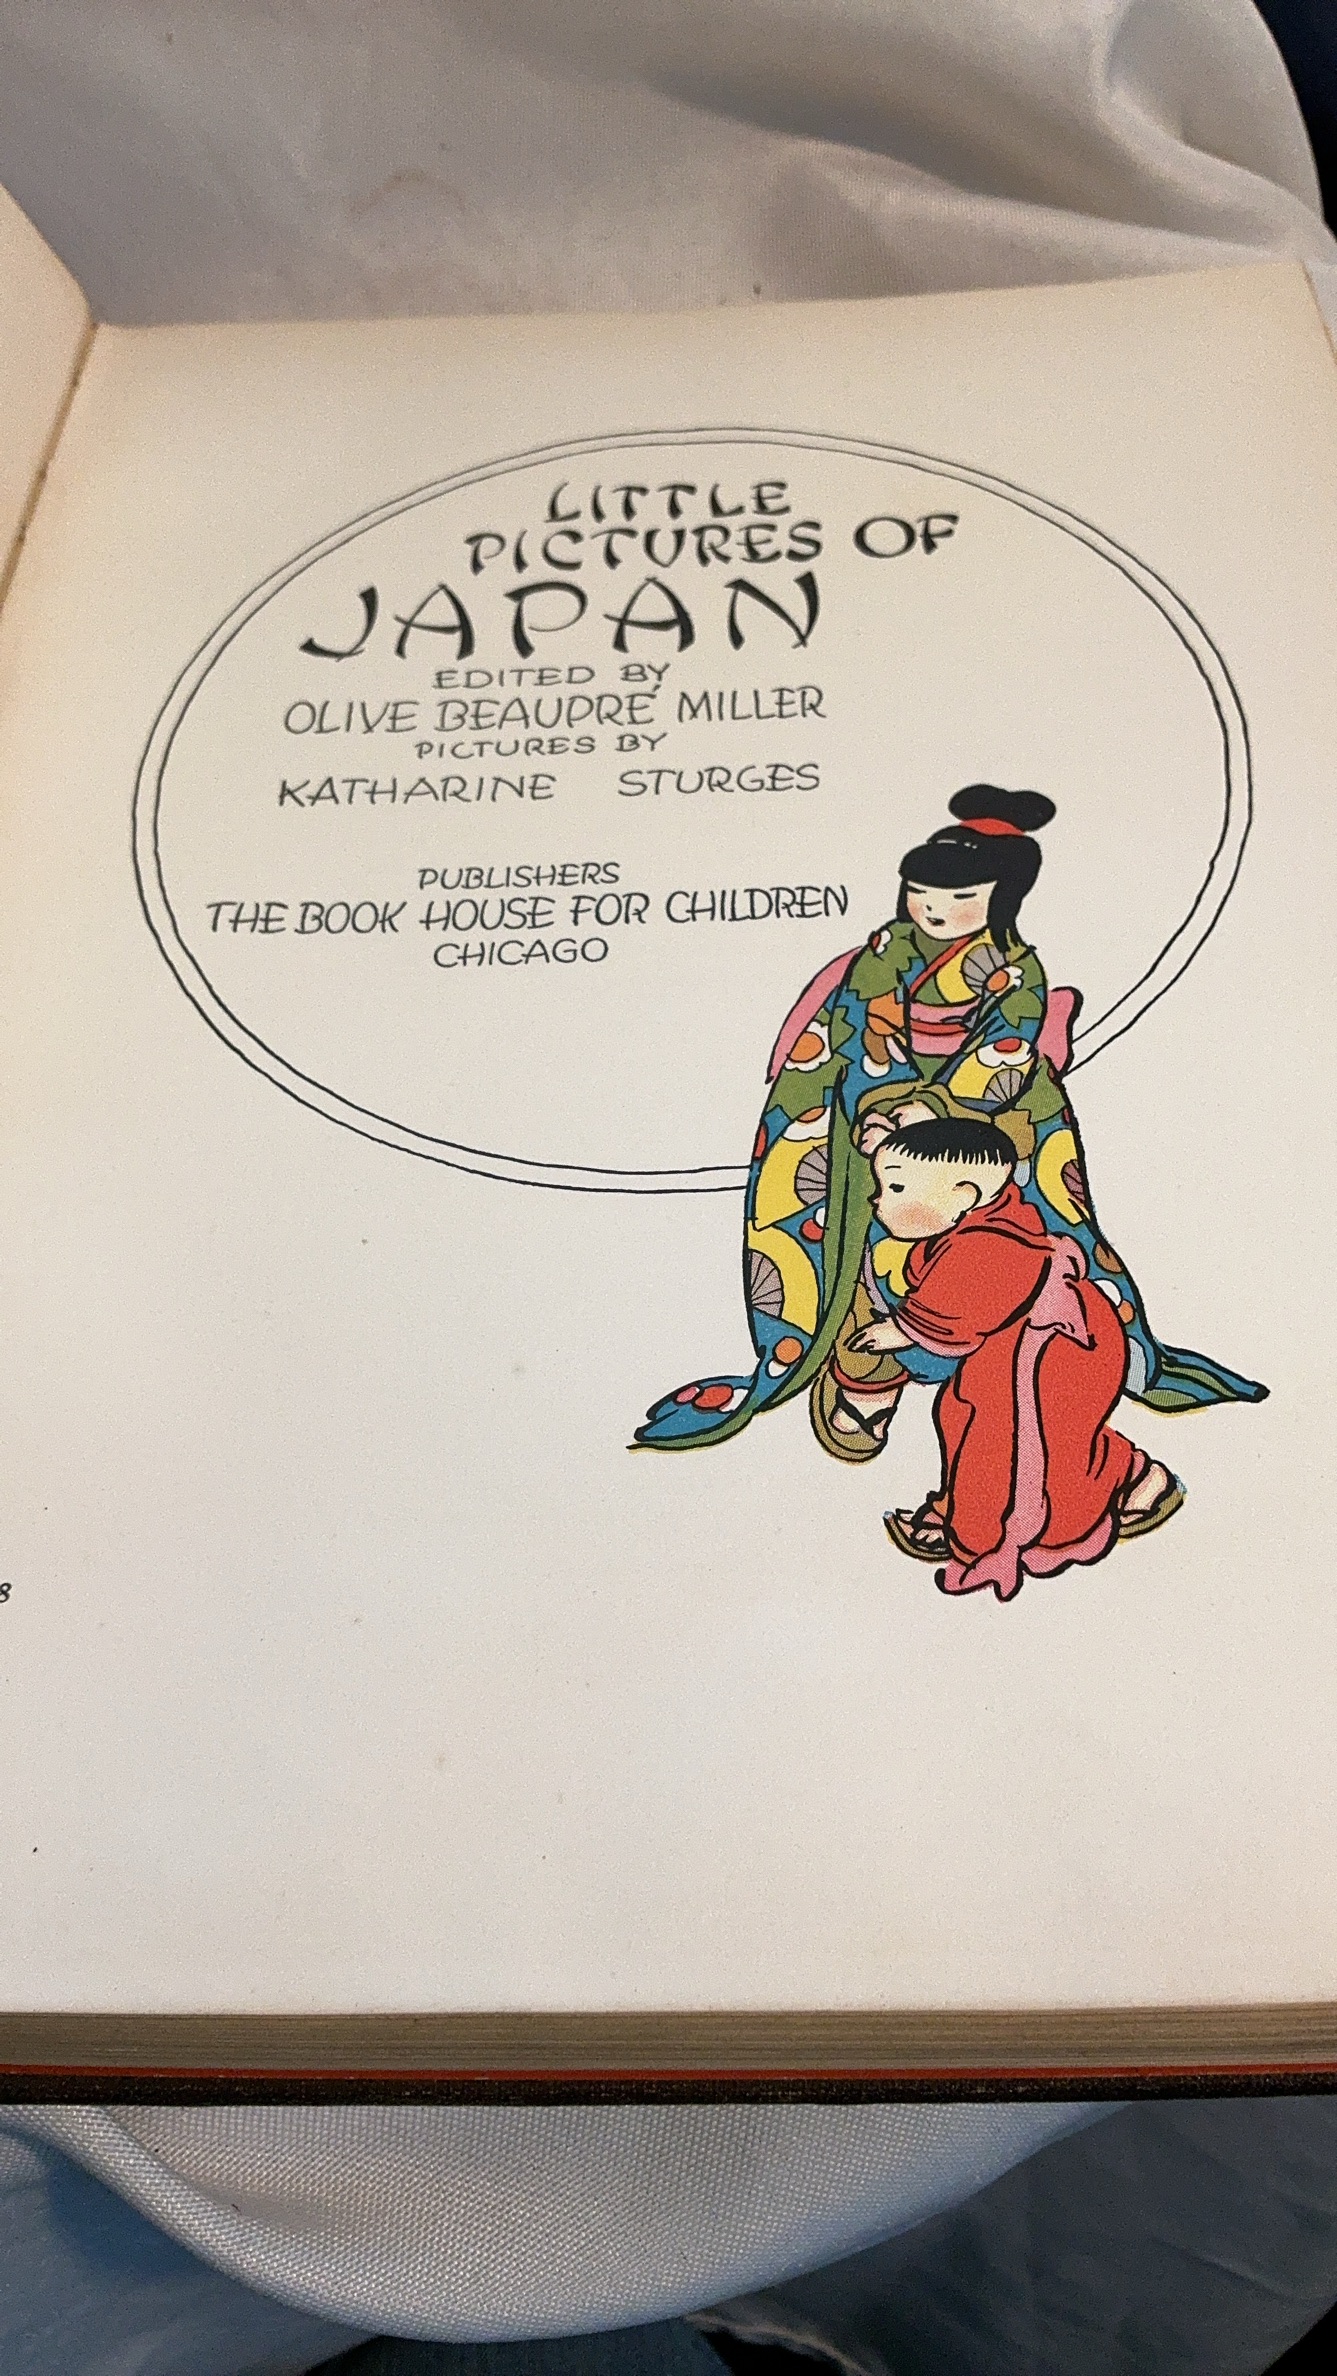 LITTLE
PICTURES OF
JAPAN
EDITED BY
OLIVE BEAUPRÉ MILLER
PICTURES BY
KATHARINE STURGES
PUBLISHERS
THE BOOK HOUSE FOR CHILDREN
CHICAGO
8